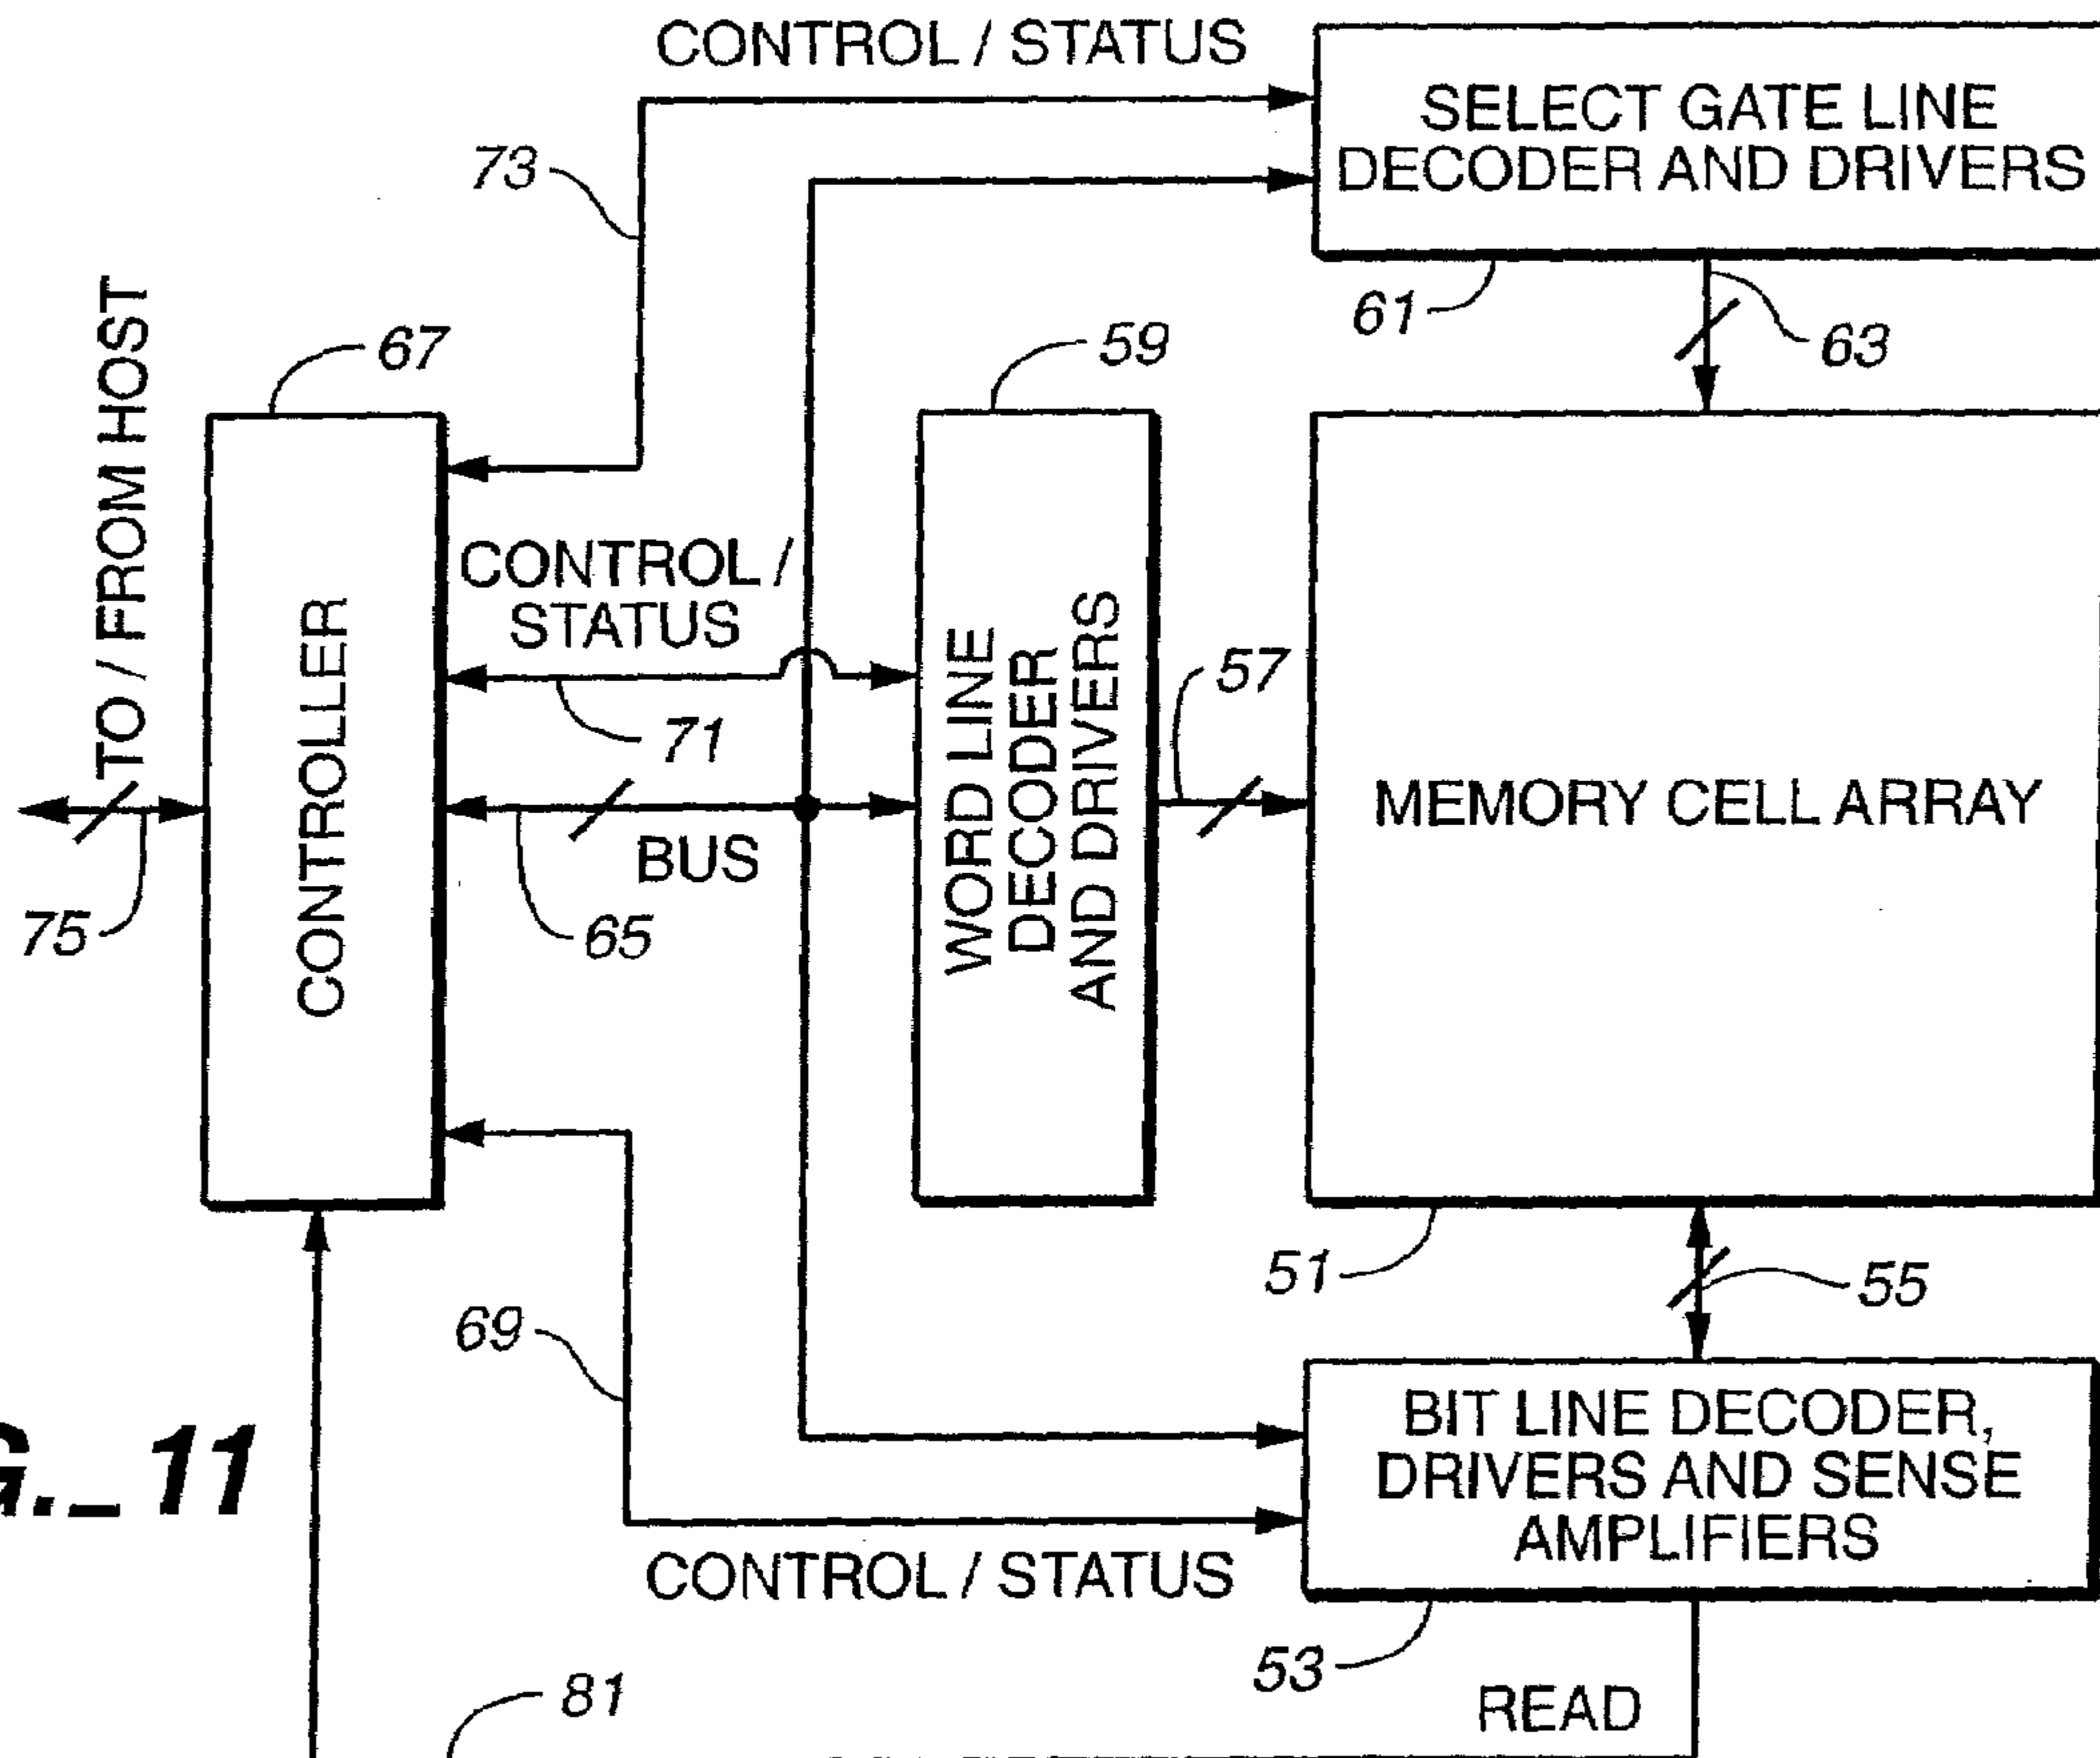 CONTROL / STATUS
SELECT GATE LINE
DECODER AND DRIVERS
73
61
63
TO / FROM HOST
67
59
CONTROL /
STATUS
CONTROLLER
71
WORD LINE
DECODER
AND DRIVERS
57
MEMORY CELL ARRAY
BUS
75
65
51
55
69
BIT LINE DECODER,
DRIVERS AND SENSE
AMPLIFIERS
G._11
CONTROL / STATUS
53
81
READ